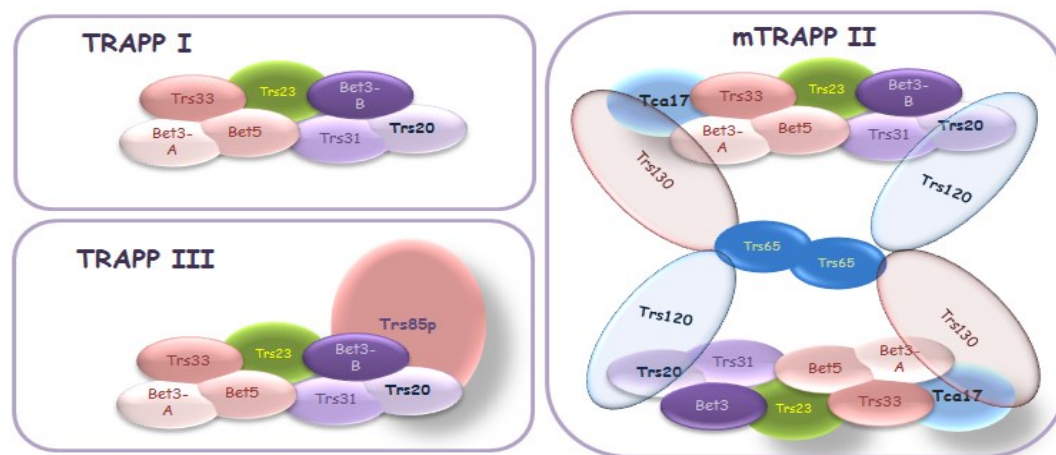 TRAPP I
Trs33
Trs23
Bet3-
B
Bet3-
A
Bet5
Trs31
Trs20
TRAPP III
Trs85p
Trs33
Trs23
Bet3-
B
Bet3-
A
Bet5
Trs31
Trs20
mTRAPP II
Tca17
Trs33
Trs23
Bet3-
B
Bet3-
A
Bet5
Trs31
Trs20
Trs130
Trs120
Trs65
Trs65
Trs120
Trs130
Trs20
Trs31
Bet5
Bet3-
A
Bet3
Trs23
Trs33
Tca17